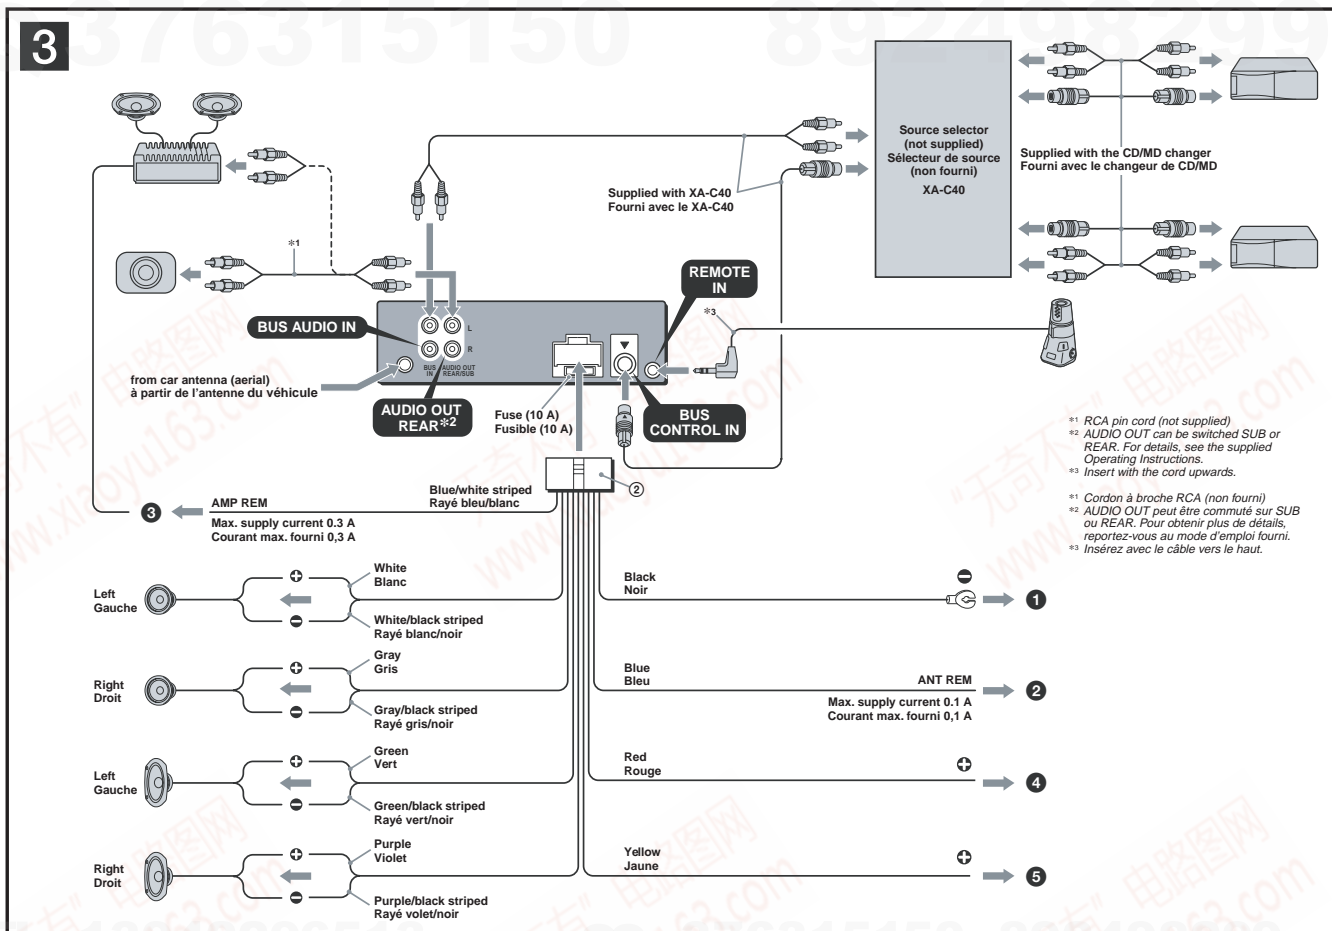 3
Source selector
(not supplied)
Sélecteur de source
(non fourni)
XA-C40
Supplied with the CD/MD changer
Fourni avec le changeur de CD/MD
Supplied with XA-C40
Fourni avec le XA-C40
*1
REMOTE
IN
*3
BUS AUDIO IN
L
R
BUS
IN
AUDIO OUT
REAR/SUB
from car antenna (aerial)
à partir de l'antenne du véhicule
AUDIO OUT
REAR*2
Fuse (10 A)
Fusible (10 A)
BUS
CONTROL IN
*1 RCA pin cord (not supplied)
*2 AUDIO OUT can be switched SUB or
REAR. For details, see the supplied
Operating Instructions.
*3 Insert with the cord upwards.
*1 Cordon à broche RCA (non fourni)
*2 AUDIO OUT peut être commuté sur SUB
ou REAR. Pour obtenir plus de détails,
reportez-vous au mode d'emploi fourni.
*3 Insérez avec le câble vers le haut.
②
Blue/white striped
Rayé bleu/blanc
❸
AMP REM
Max. supply current 0.3 A
Courant max. fourni 0,3 A
Left
Gauche
White
Blanc
White/black striped
Rayé blanc/noir
Black
Noir
❶
Right
Droit
Gray
Gris
Gray/black striped
Rayé gris/noir
Blue
Bleu
ANT REM
Max. supply current 0.1 A
Courant max. fourni 0,1 A
❷
Left
Gauche
Green
Vert
Green/black striped
Rayé vert/noir
Red
Rouge
❹
Right
Droit
Purple
Violet
Purple/black striped
Rayé volet/noir
Yellow
Jaune
❺